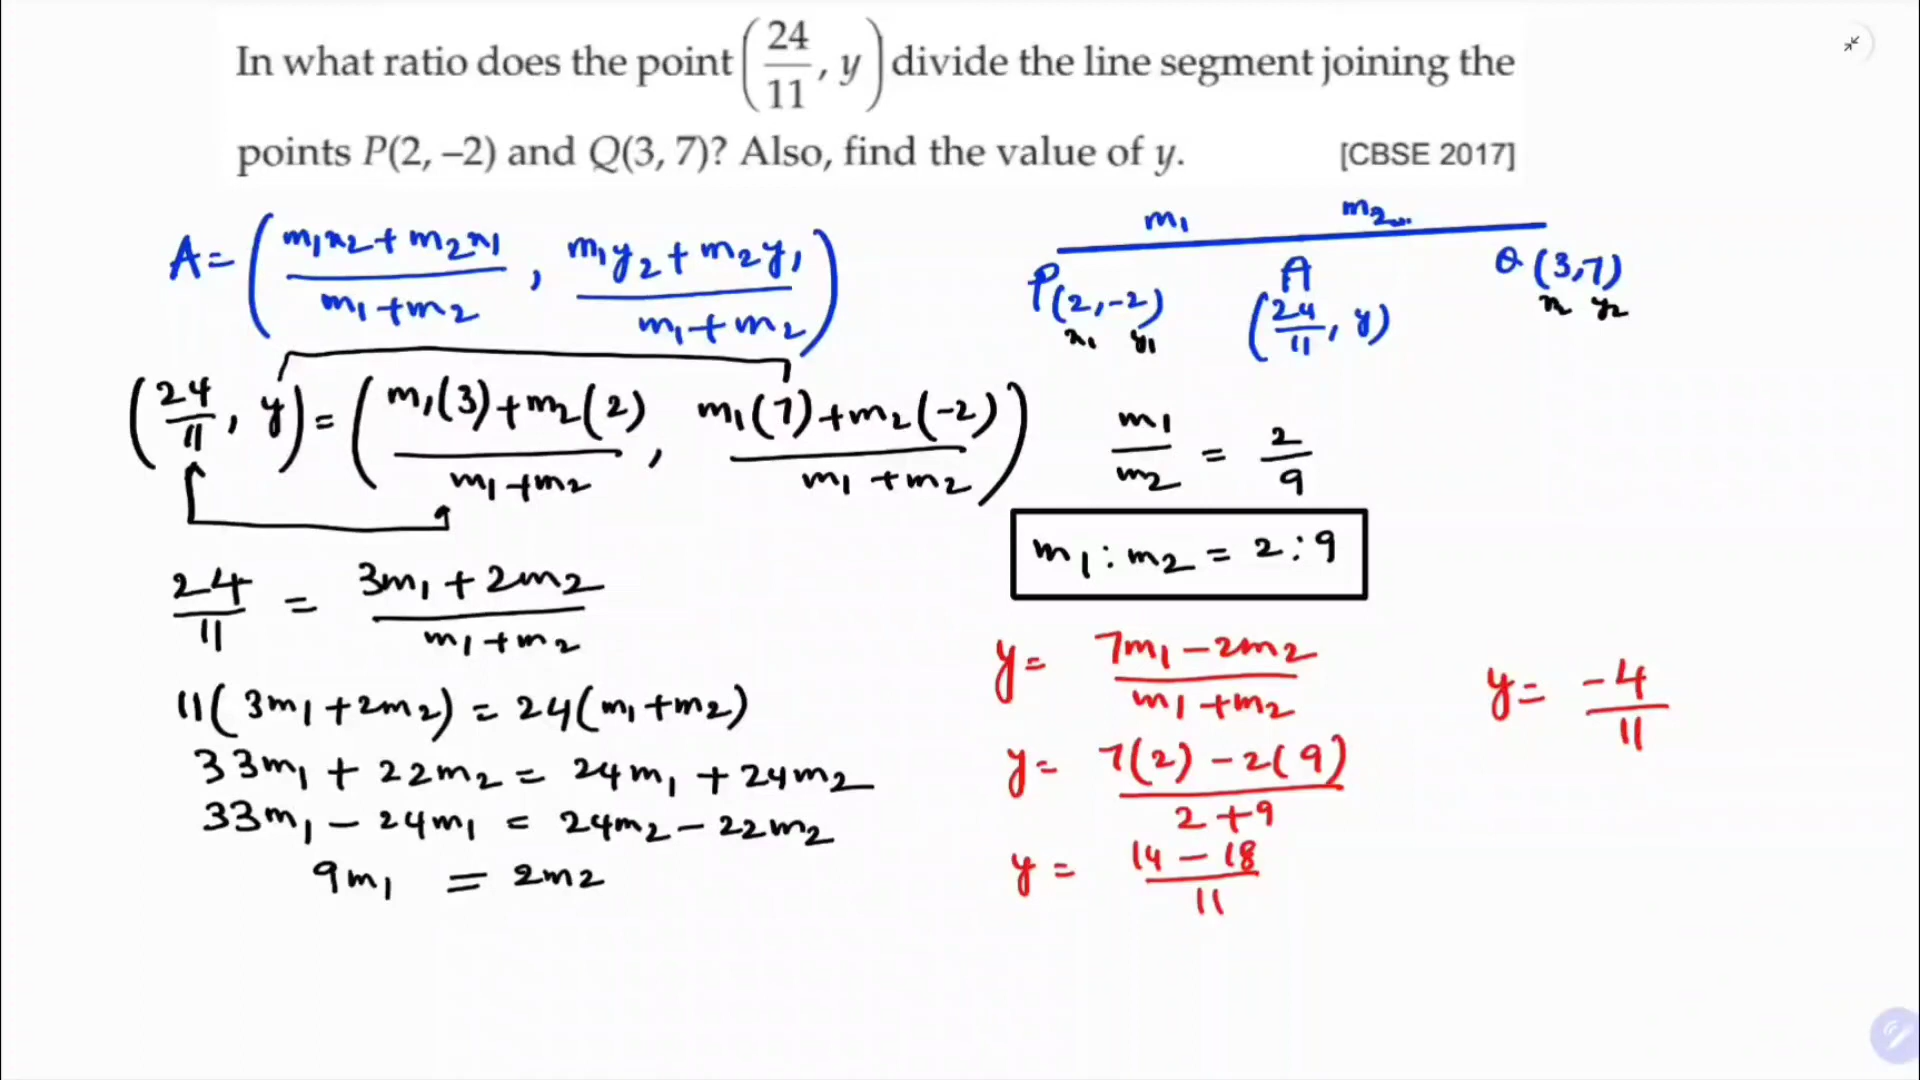 In what ratio does the point (24/11, y) divide the line segment joining the
points P(2, –2) and Q(3, 7)? Also, find the value of y. [CBSE 2017]
A = ((m₁x₂ + m₂x₁)/(m₁ + m₂), (m₁y₂ + m₂y₁)/(m₁ + m₂))
m₁ m₂
P(2, -2) A Q(3, 7)
x₁ y₁ (24/11, y) x₂ y₂
(24/11, y) = ((m₁(3) + m₂(2))/(m₁ + m₂), (m₁(7) + m₂(-2))/(m₁ + m₂))
24/11 = (3m₁ + 2m₂)/(m₁ + m₂)
11(3m₁ + 2m₂) = 24(m₁ + m₂)
33m₁ + 22m₂ = 24m₁ + 24m₂
33m₁ - 24m₁ = 24m₂ - 22m₂
9m₁ = 2m₂
m₁/m₂ = 2/9
m₁ : m₂ = 2 : 9
y = (7m₁ - 2m₂)/(m₁ + m₂)
y = (7(2) - 2(9))/(2 + 9)
y = (14 - 18)/11
y = -4/11